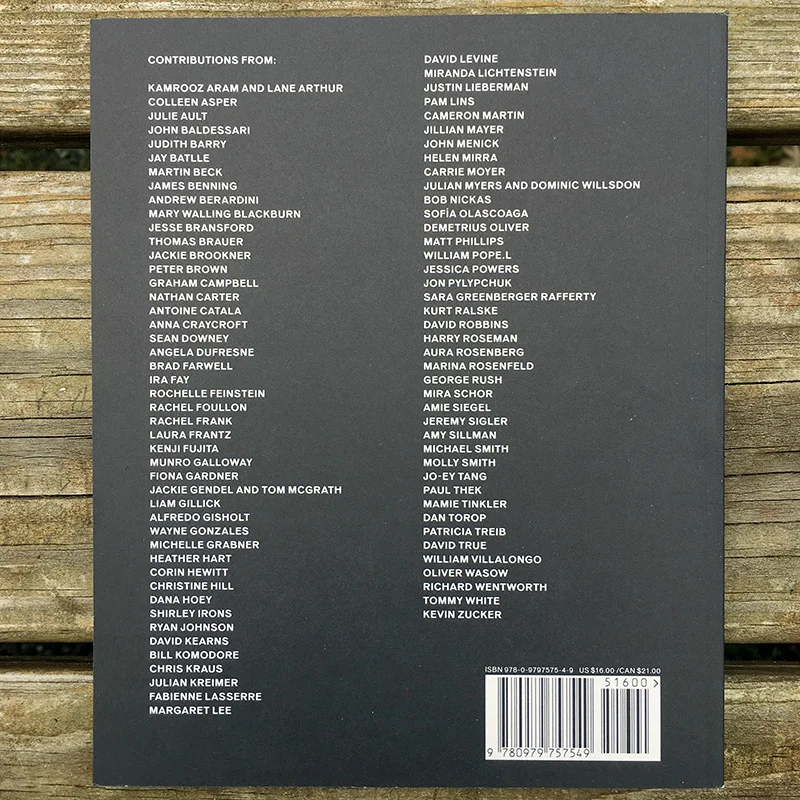 CONTRIBUTIONS FROM:
KAMROOZ ARAM AND LANE ARTHUR
COLLEEN ASPER
JULIE AULT
JOHN BALDESSARI
JUDITH BARRY
JAY BATLLE
MARTIN BECK
JAMES BENNING
ANDREW BERARDINI
MARY WALLING BLACKBURN
JESSE BRANSFORD
THOMAS BRAUER
JACKIE BROOKNER
PETER BROWN
GRAHAM CAMPBELL
NATHAN CARTER
ANTOINE CATALA
ANNA CRAYCROFT
SEAN DOWNEY
ANGELA DUFRESNE
BRAD FARWELL
IRA FAY
ROCHELLE FEINSTEIN
RACHEL FOULLON
RACHEL FRANK
LAURA FRANTZ
KENJI FUJITA
MUNRO GALLOWAY
FIONA GARDNER
JACKIE GENDEL AND TOM MCGRATH
LIAM GILLICK
ALFREDO GISHOLT
WAYNE GONZALES
MICHELLE GRABNER
HEATHER HART
CORIN HEWITT
CHRISTINE HILL
DANA HOEY
SHIRLEY IRONS
RYAN JOHNSON
DAVID KEARNS
BILL KOMODORE
CHRIS KRAUS
JULIAN KREIMER
FABIENNE LASSERRE
MARGARET LEE
DAVID LEVINE
MIRANDA LICHTENSTEIN
JUSTIN LIEBERMAN
PAM LINS
CAMERON MARTIN
JILLIAN MAYER
JOHN MENICK
HELEN MIRRA
CARRIE MOYER
JULIAN MYERS AND DOMINIC WILLSDON
BOB NICKAS
SOFÍA OLASCOAGA
DEMETRIUS OLIVER
MATT PHILLIPS
WILLIAM POPE.L
JESSICA POWERS
JON PYLYPCHUK
SARA GREENBERGER RAFFERTY
KURT RALSKE
DAVID ROBBINS
HARRY ROSEMAN
AURA ROSENBERG
MARINA ROSENFELD
GEORGE RUSH
MIRA SCHOR
AMIE SIEGEL
JEREMY SIGLER
AMY SILLMAN
MICHAEL SMITH
MOLLY SMITH
JO-EY TANG
PAUL THEK
MAMIE TINKLER
DAN TOROP
PATRICIA TREIB
DAVID TRUE
WILLIAM VILLALONGO
OLIVER WASOW
RICHARD WENTWORTH
TOMMY WHITE
KEVIN ZUCKER
ISBN 978-0-9797575-4-9 US $16.00 /CAN $21.00
51600 >
9 780979 757549